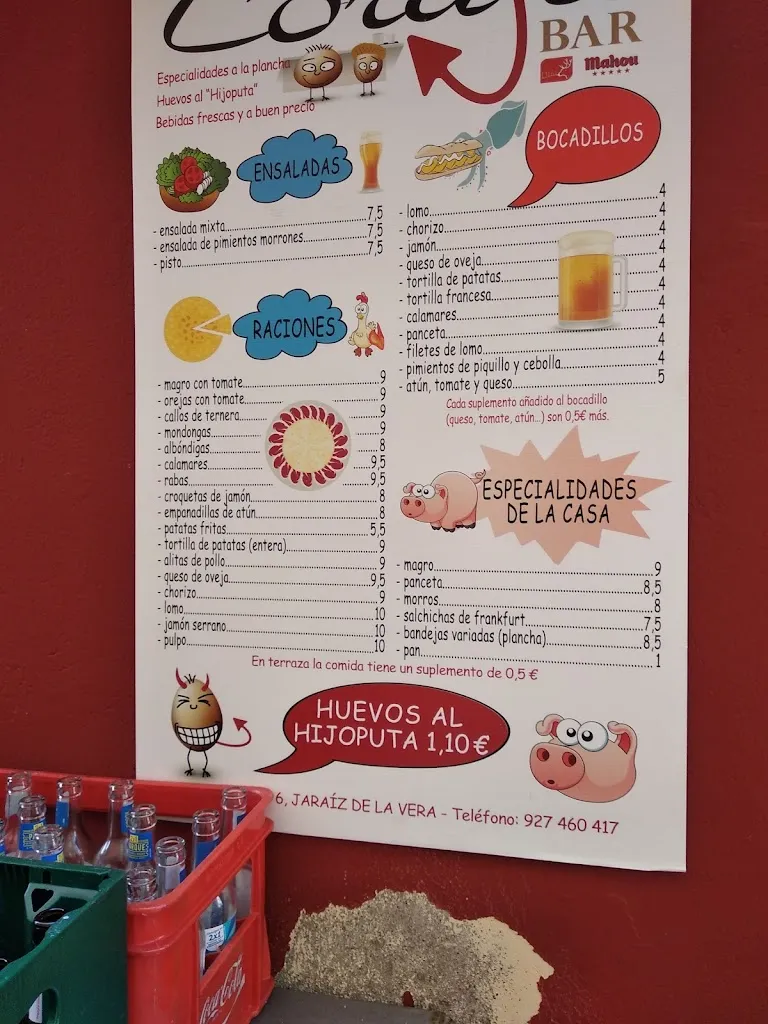 BAR
mahou
Especialidades a la plancha
Huevos al "Hijoputa"
Bebidas frescas y a buen precio
ENSALADAS
- ensalada mixta 7,5
- ensalada de pimientos morrones 7,5
- pisto 7,5
RACIONES
- magro con tomate 9
- orejas con tomate 9
- callos de ternera 9
- mondongas 9
- albóndigas 8
- calamares 9,5
- rabas 9,5
- croquetas de jamón 8
- empanadillas de atún 8
- patatas fritas 5,5
- tortilla de patatas (entera) 9
- alitas de pollo 9
- queso de oveja 9,5
- chorizo 9
- lomo 10
- jamón serrano 10
- pulpo 10
BOCADILLOS
- lomo 4
- chorizo 4
- jamón 4
- queso de oveja 4
- tortilla de patatas 4
- tortilla francesa 4
- calamares 4
- panceta 4
- filetes de lomo 4
- pimientos de piquillo y cebolla 4
- atún, tomate y queso 5
Cada suplemento añadido al bocadillo
(queso, tomate, atún...) son 0,5€ más.
ESPECIALIDADES
DE LA CASA
- magro 9
- panceta 8,5
- morros 8
- salchichas de frankfurt 7,5
- bandejas variadas (plancha) 8,5
- pan 1
En terraza la comida tiene un suplemento de 0,5 €
HUEVOS AL
HIJOPUTA 1,10 €
6, JARAÍZ DE LA VERA - Teléfono: 927 460 417
Coca-Cola